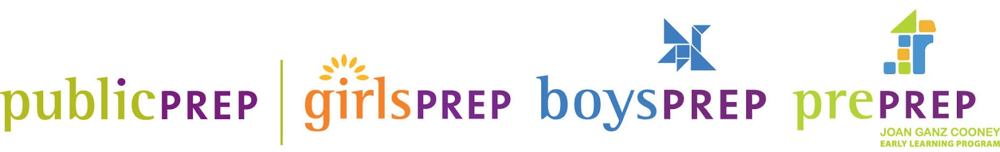 publicPREP
girlsPREP
boysPREP
prePREP
JOAN GANZ COONEY
EARLY LEARNING PROGRAM